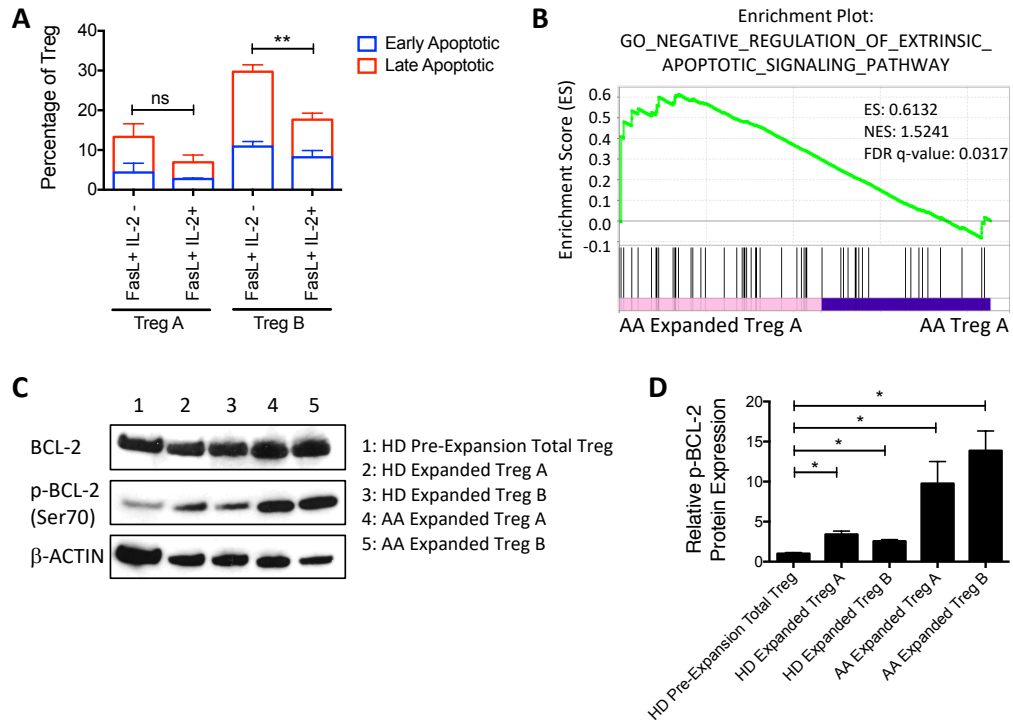 A
Percentage of Treg
40
30
20
10
0
ns
**
Early Apoptotic
Late Apoptotic
FasL+ IL-2 -
FasL+ IL-2+
FasL+ IL-2 -
FasL+ IL-2+
Treg A
Treg B
B
Enrichment Plot:
GO_NEGATIVE_REGULATION_OF_EXTRINSIC_
APOPTOTIC_SIGNALING_PATHWAY
Enrichment Score (ES)
0.6
0.5
0.4
0.3
0.2
0.1
0.0
-0.1
ES: 0.6132
NES: 1.5241
FDR q-value: 0.0317
AA Expanded Treg A
AA Treg A
C
1 2 3 4 5
BCL-2
p-BCL-2
(Ser70)
β-ACTIN
1: HD Pre-Expansion Total Treg
2: HD Expanded Treg A
3: HD Expanded Treg B
4: AA Expanded Treg A
5: AA Expanded Treg B
D
Relative p-BCL-2
Protein Expression
20
15
10
5
0
*
*
*
*
HD Pre-Expansion Total Treg
HD Expanded Treg A
HD Expanded Treg B
AA Expanded Treg A
AA Expanded Treg B